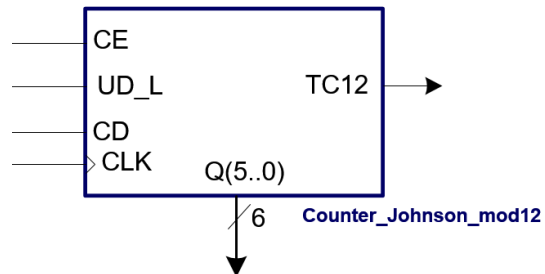 CE
UD_L
TC12
CD
CLK
Q(5..0)
6
Counter_Johnson_mod12